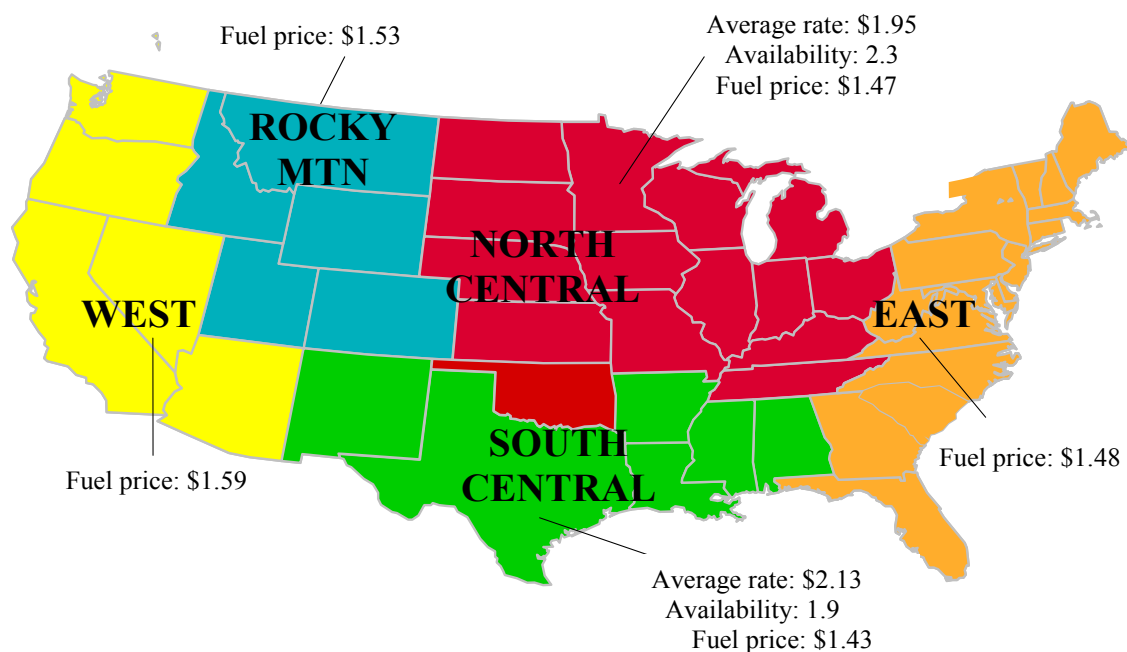 Fuel price: $1.53
Average rate: $1.95
Availability: 2.3
Fuel price: $1.47
ROCKY
MTN
NORTH
CENTRAL
WEST
EAST
SOUTH
CENTRAL
Fuel price: $1.59
Fuel price: $1.48
Average rate: $2.13
Availability: 1.9
Fuel price: $1.43